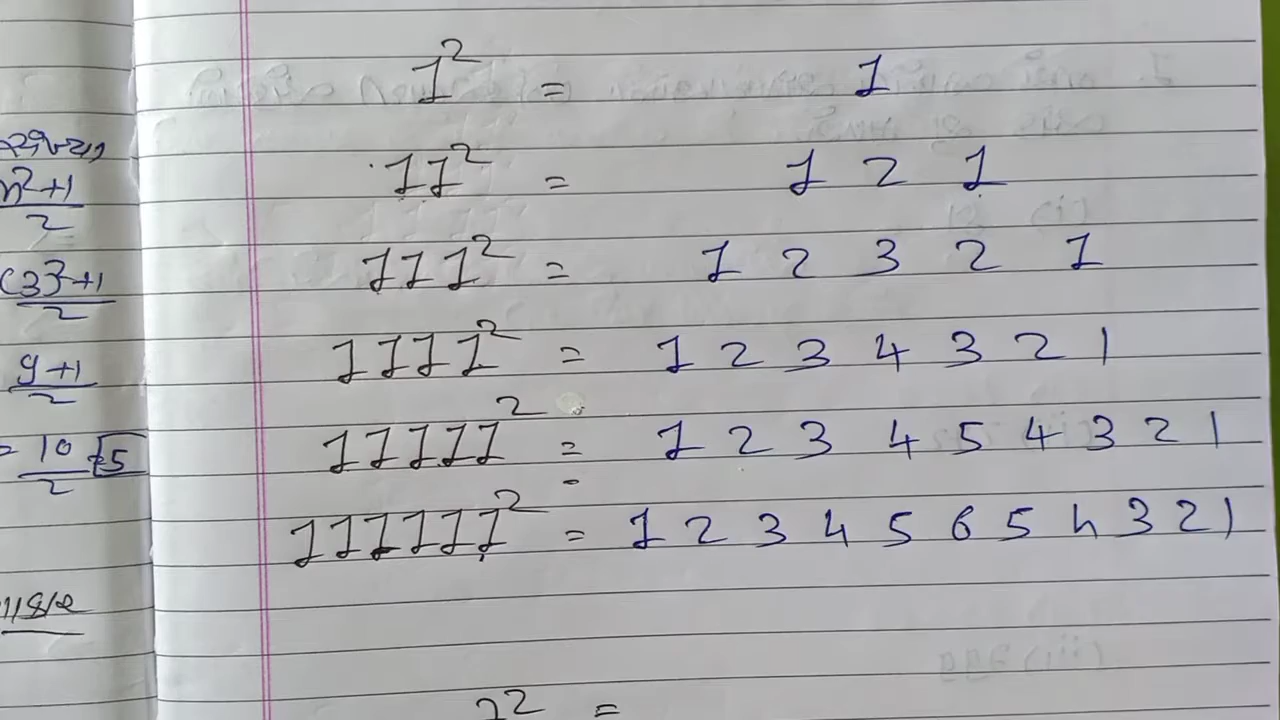 1² = 1
11² = 1 2 1
n²+1
2
111² = 1 2 3 2 1
(3)²+1
2
1111² = 1 2 3 4 3 2 1
9+1
2
11111² = 1 2 3 4 5 4 3 2 1
= 10 = 5
2
111111² = 1 2 3 4 5 6 5 4 3 2 1
² =